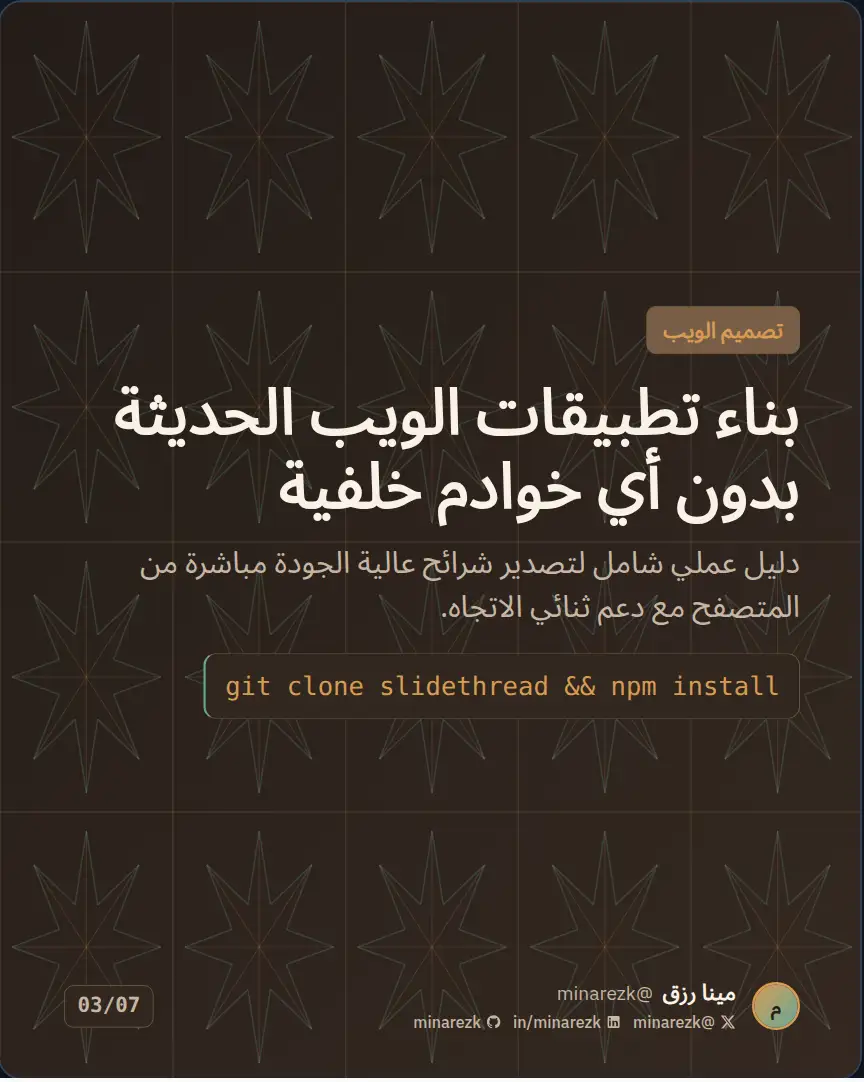 تصميم الويب
بناء تطبيقات الويب الحديثة
بدون أي خوادم خلفية
دليل عملي شامل لتصدير شرائح عالية الجودة مباشرة من
المتصفح مع دعم ثنائي الاتجاه.
git clone slidethread && npm install
م
مينا رزق @minarezk
@minarezk in/minarezk minarezk
03/07